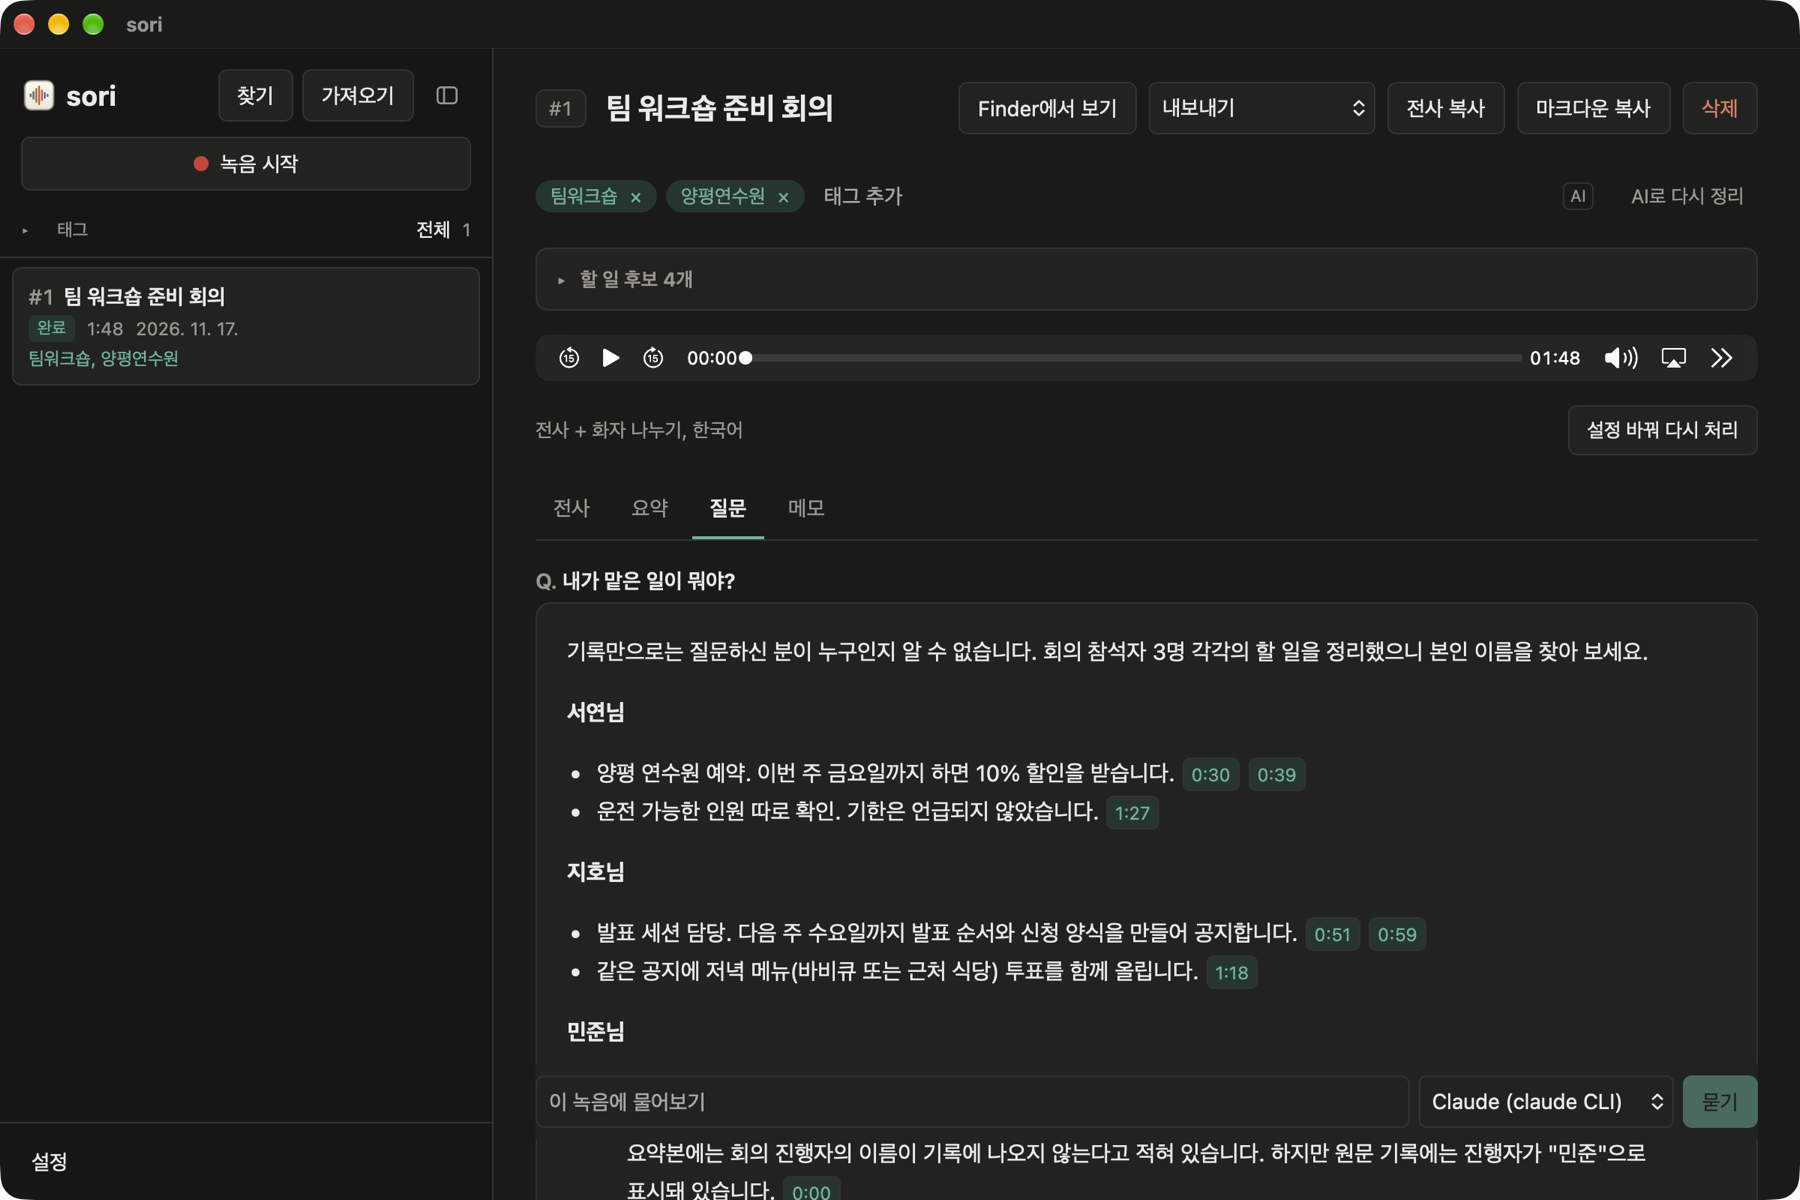 sori
sori
찾기
가져오기
녹음 시작
태그
전체 1
#1 팀 워크숍 준비 회의
완료 1:48 2026. 11. 17.
팀워크숍, 양평연수원
설정
#1 팀 워크숍 준비 회의
Finder에서 보기
내보내기
전사 복사
마크다운 복사
삭제
팀워크숍 ×
양평연수원 ×
태그 추가
AI
AI로 다시 정리
할 일 후보 4개
15
15
00:00
01:48
전사 + 화자 나누기, 한국어
설정 바꿔 다시 처리
전사
요약
질문
메모
Q. 내가 맡은 일이 뭐야?
기록만으로는 질문하신 분이 누구인지 알 수 없습니다. 회의 참석자 3명 각각의 할 일을 정리했으니 본인 이름을 찾아 보세요.
서연님
• 양평 연수원 예약. 이번 주 금요일까지 하면 10% 할인을 받습니다. 0:30 0:39
• 운전 가능한 인원 따로 확인. 기한은 언급되지 않았습니다. 1:27
지호님
• 발표 세션 담당. 다음 주 수요일까지 발표 순서와 신청 양식을 만들어 공지합니다. 0:51 0:59
• 같은 공지에 저녁 메뉴(바비큐 또는 근처 식당) 투표를 함께 올립니다. 1:18
민준님
이 녹음에 물어보기
Claude (claude CLI)
묻기
요약본에는 회의 진행자의 이름이 기록에 나오지 않는다고 적혀 있습니다. 하지만 원문 기록에는 진행자가 "민준"으로
표시돼 있습니다. 0:00